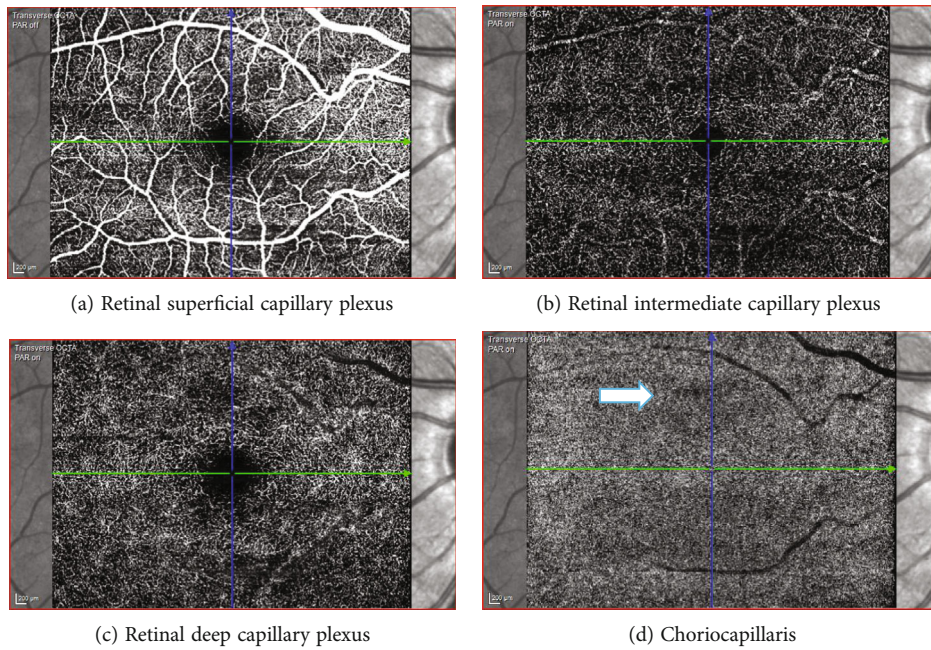 Transverse OCTA
PAR off
200 µm
(a) Retinal superficial capillary plexus
Transverse OCTA
PAR on
200 µm
(b) Retinal intermediate capillary plexus
Transverse OCTA
PAR on
200 µm
(c) Retinal deep capillary plexus
Transverse OCTA
PAR on
200 µm
(d) Choriocapillaris